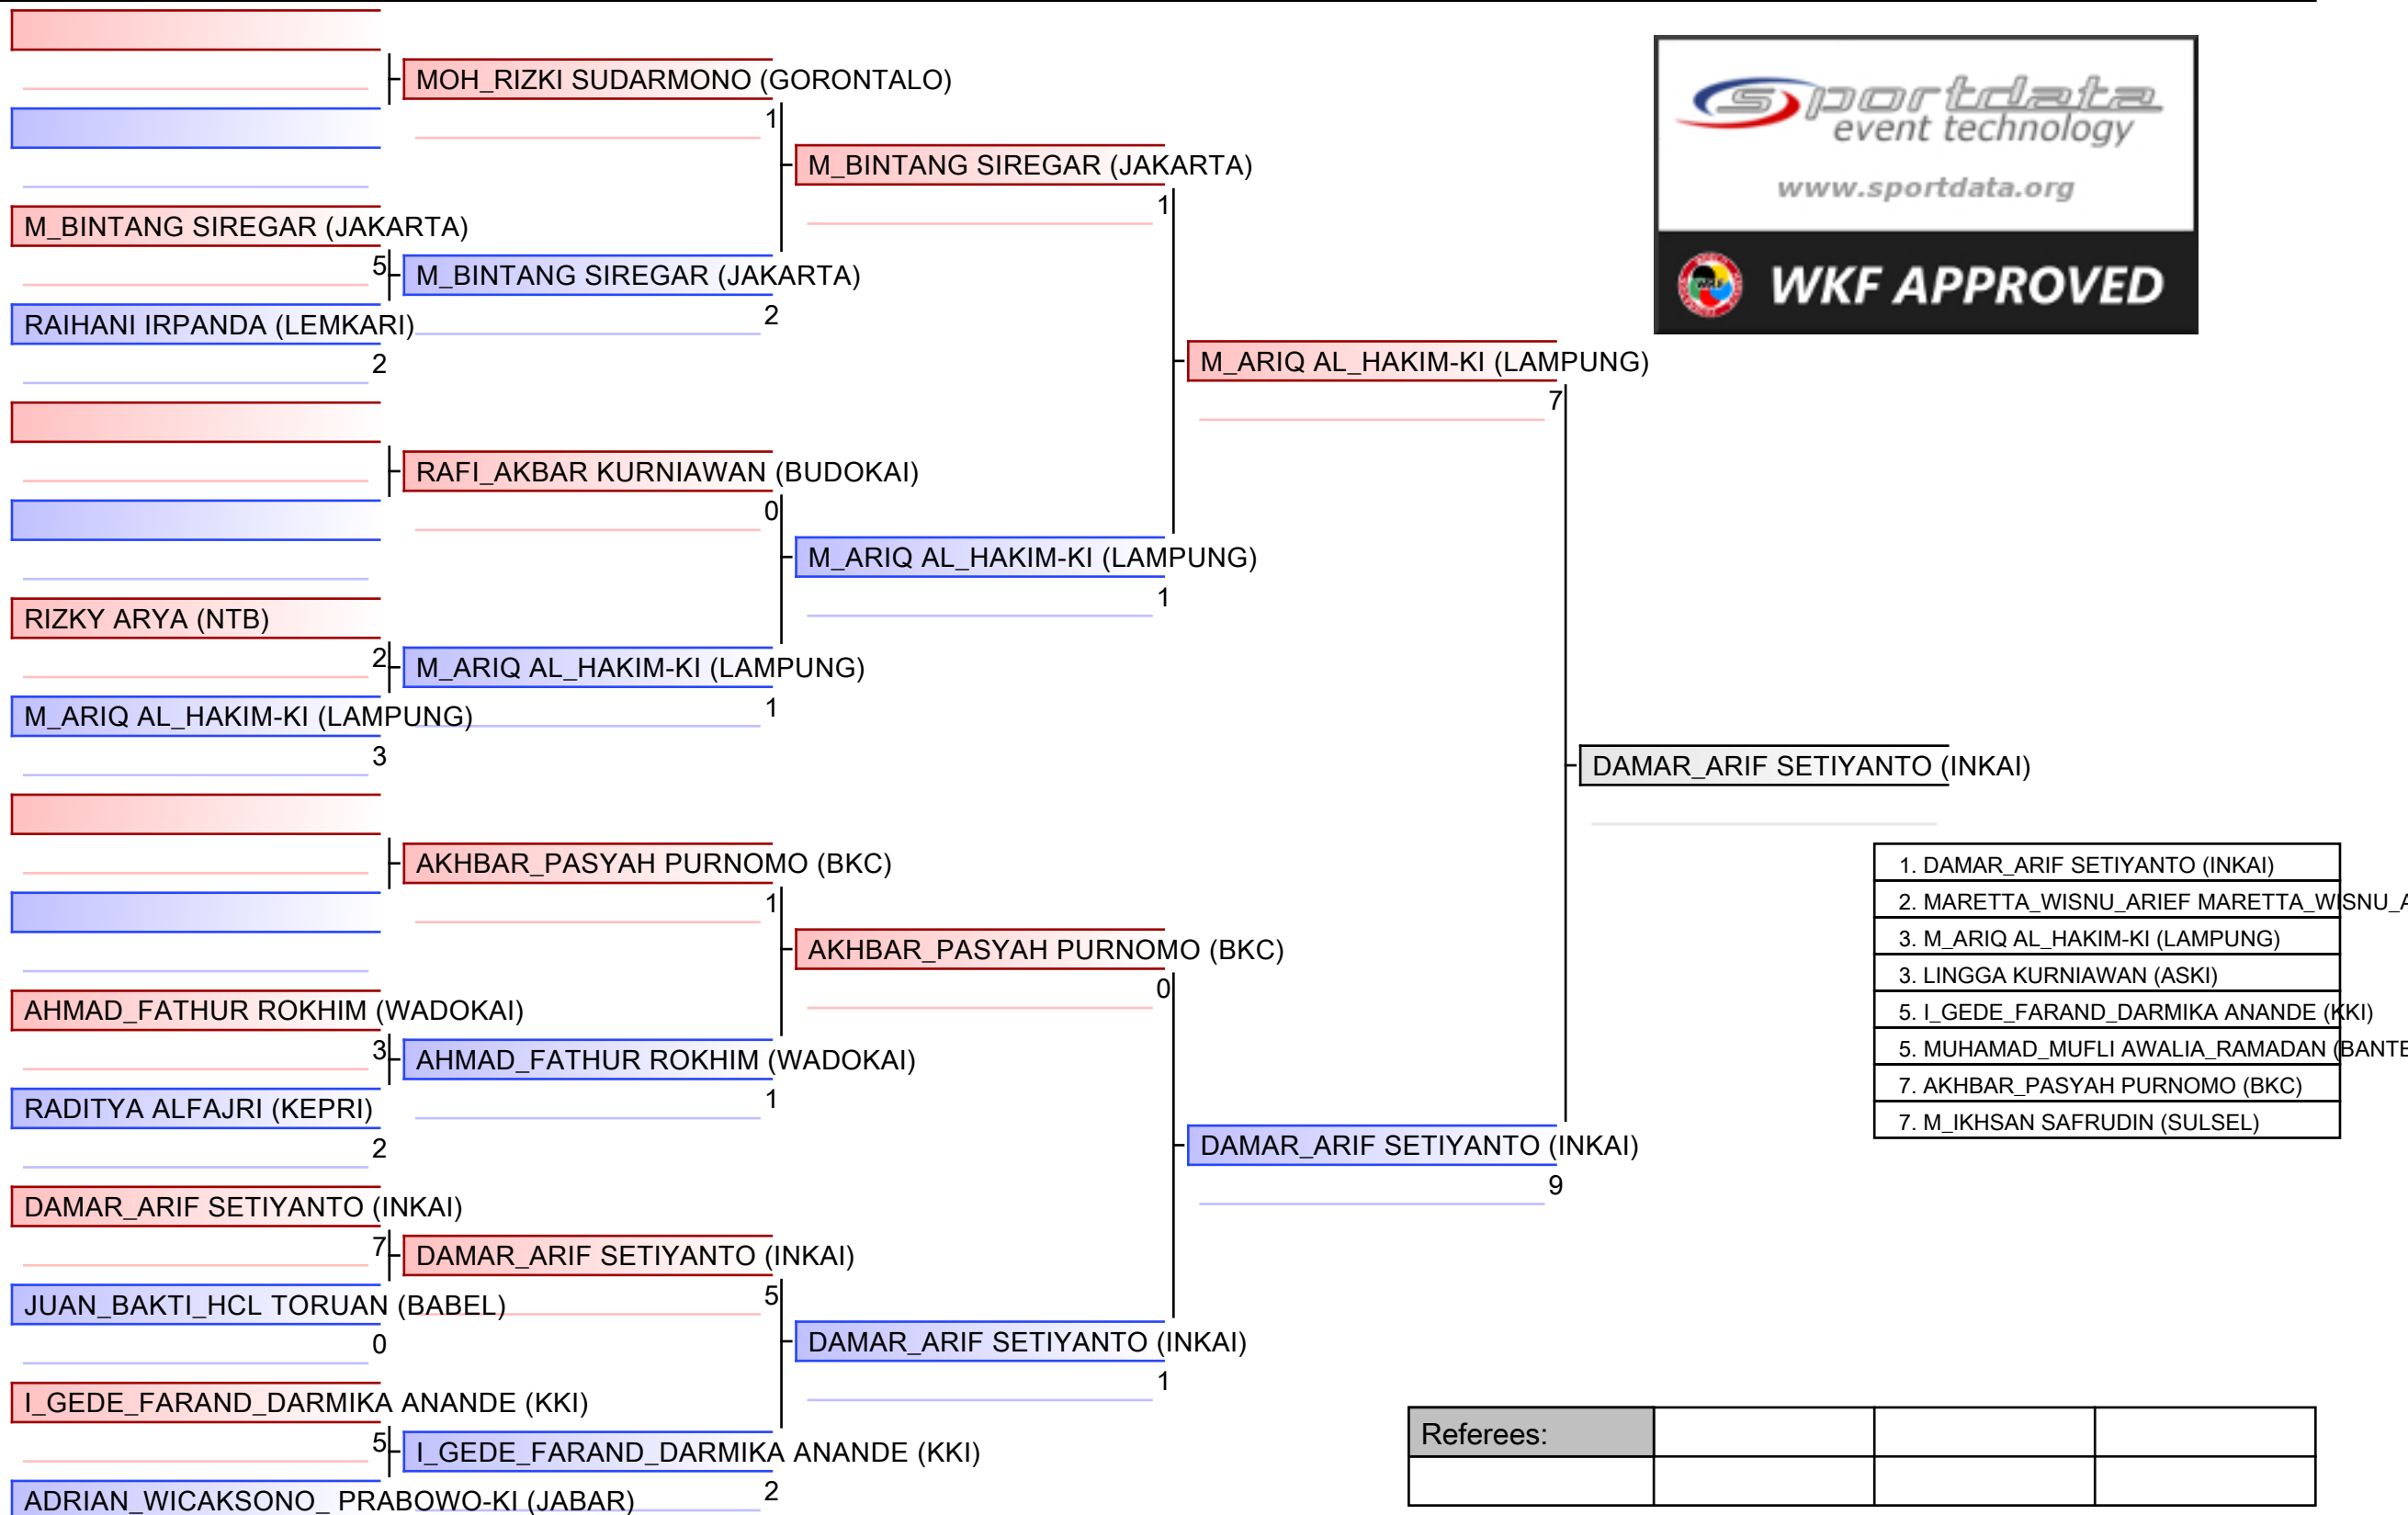 MOH_RIZKI SUDARMONO (GORONTALO)
1
M_BINTANG SIREGAR (JAKARTA)
1
M_BINTANG SIREGAR (JAKARTA)
5
M_BINTANG SIREGAR (JAKARTA)
2
RAIHANI IRPANDA (LEMKARI)
2
M_ARIQ AL_HAKIM-KI (LAMPUNG)
7
RAFI_AKBAR KURNIAWAN (BUDOKAI)
0
M_ARIQ AL_HAKIM-KI (LAMPUNG)
1
RIZKY ARYA (NTB)
2
M_ARIQ AL_HAKIM-KI (LAMPUNG)
1
M_ARIQ AL_HAKIM-KI (LAMPUNG)
3
DAMAR_ARIF SETIYANTO (INKAI)
AKHBAR_PASYAH PURNOMO (BKC)
1
AKHBAR_PASYAH PURNOMO (BKC)
0
AHMAD_FATHUR ROKHIM (WADOKAI)
3
AHMAD_FATHUR ROKHIM (WADOKAI)
1
RADITYA ALFAJRI (KEPRI)
2
DAMAR_ARIF SETIYANTO (INKAI)
9
DAMAR_ARIF SETIYANTO (INKAI)
7
DAMAR_ARIF SETIYANTO (INKAI)
5
JUAN_BAKTI_HCL TORUAN (BABEL)
0
DAMAR_ARIF SETIYANTO (INKAI)
1
I_GEDE_FARAND_DARMIKA ANANDE (KKI)
5
I_GEDE_FARAND_DARMIKA ANANDE (KKI)
2
ADRIAN_WICAKSONO_ PRABOWO-KI (JABAR)
sportdata
event technology
www.sportdata.org
WKF APPROVED
1. DAMAR_ARIF SETIYANTO (INKAI)
2. MARETTA_WISNU_ARIEF MARETTA_WISNU_A
3. M_ARIQ AL_HAKIM-KI (LAMPUNG)
3. LINGGA KURNIAWAN (ASKI)
5. I_GEDE_FARAND_DARMIKA ANANDE (KKI)
5. MUHAMAD_MUFLI AWALIA_RAMADAN (BANTE
7. AKHBAR_PASYAH PURNOMO (BKC)
7. M_IKHSAN SAFRUDIN (SULSEL)
Referees: